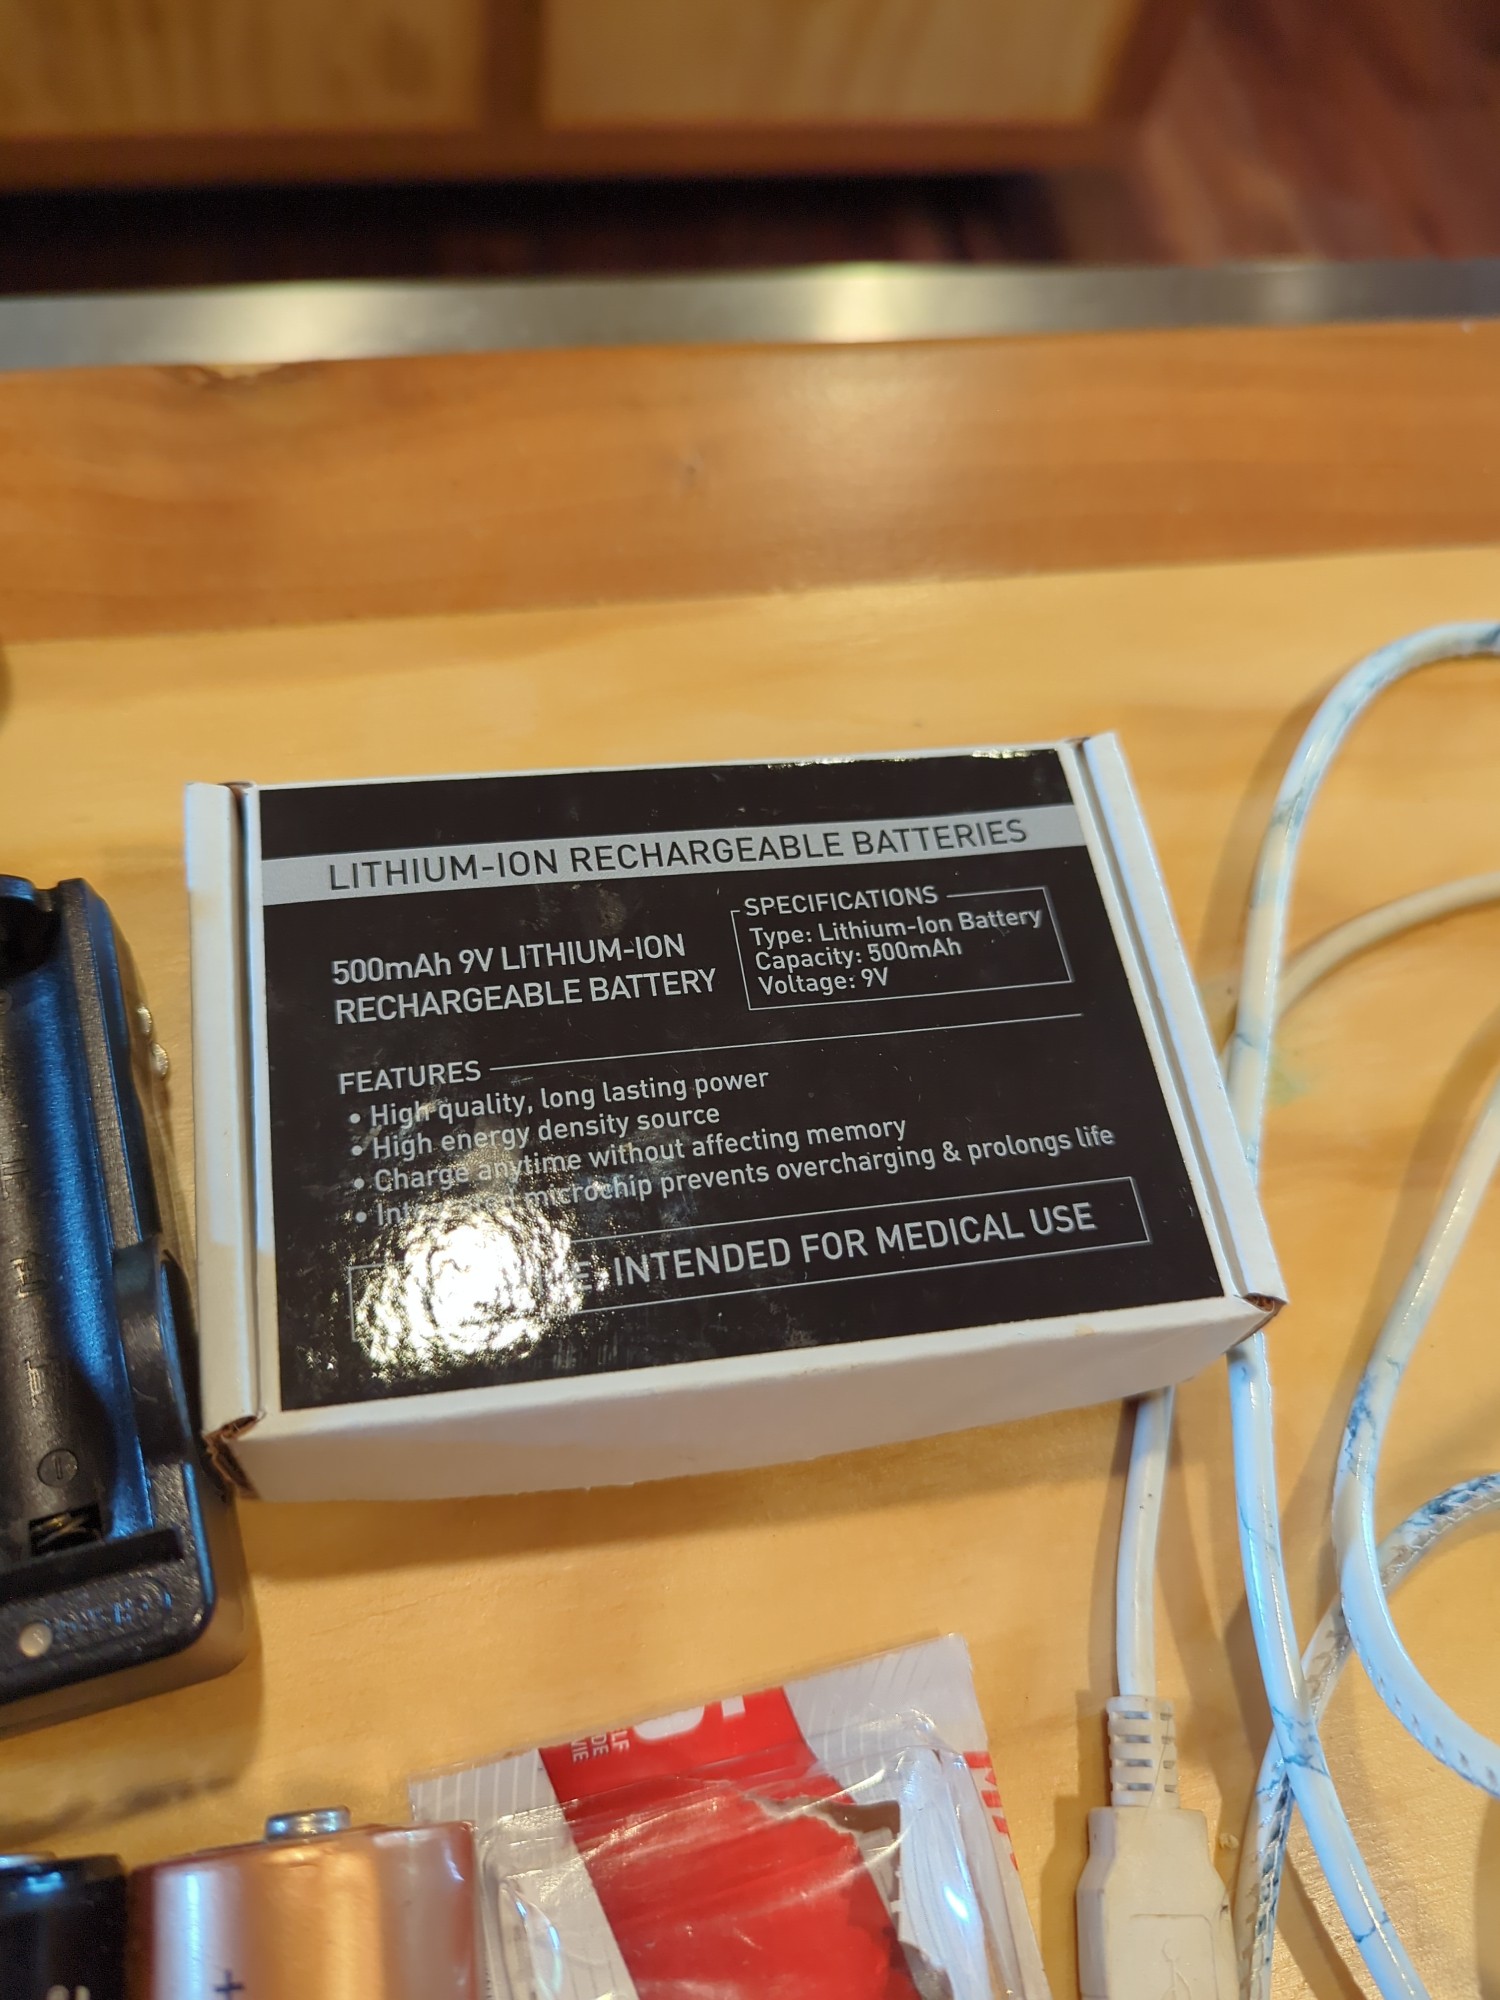 LITHIUM-ION RECHARGEABLE BATTERIES
500mAh 9V LITHIUM-ION
RECHARGEABLE BATTERY
SPECIFICATIONS
Type: Lithium-Ion Battery
Capacity: 500mAh
Voltage: 9V
FEATURES
• High quality, long lasting power
• High energy density source
• Charge anytime without affecting memory
• microchip prevents overcharging & prolongs life
INTENDED FOR MEDICAL USE
+